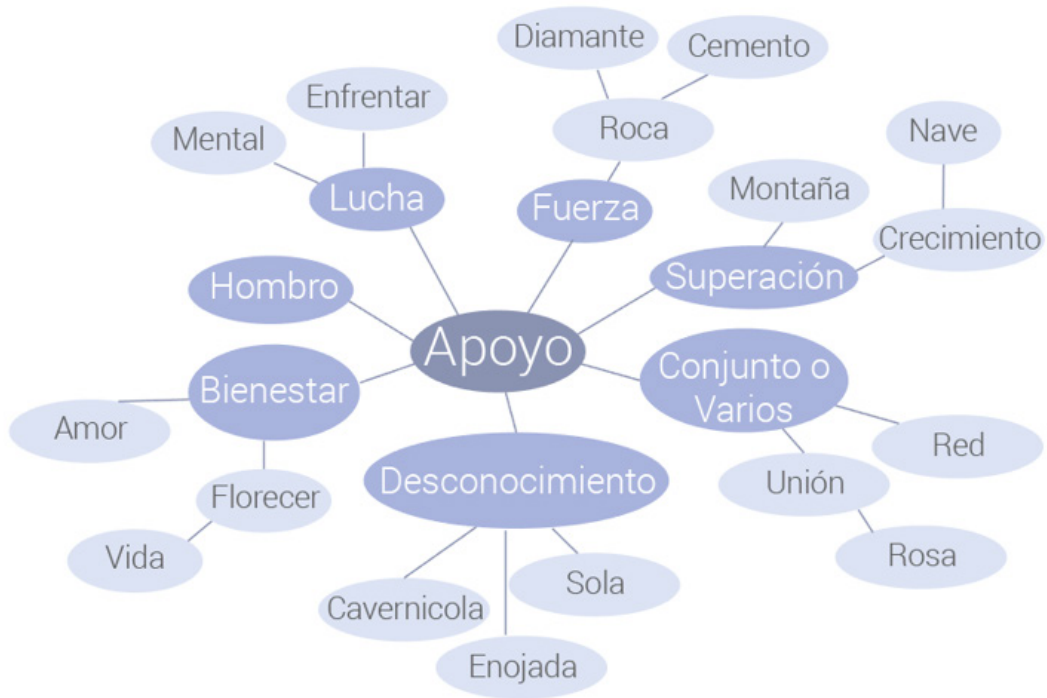 Diamante
Cemento
Enfrentar
Mental
Roca
Nave
Lucha
Fuerza
Montaña
Crecimiento
Hombro
Superación
Apoyo
Bienestar
Conjunto o
Varios
Amor
Red
Desconocimiento
Unión
Florecer
Vida
Rosa
Sola
Cavernicola
Enojada